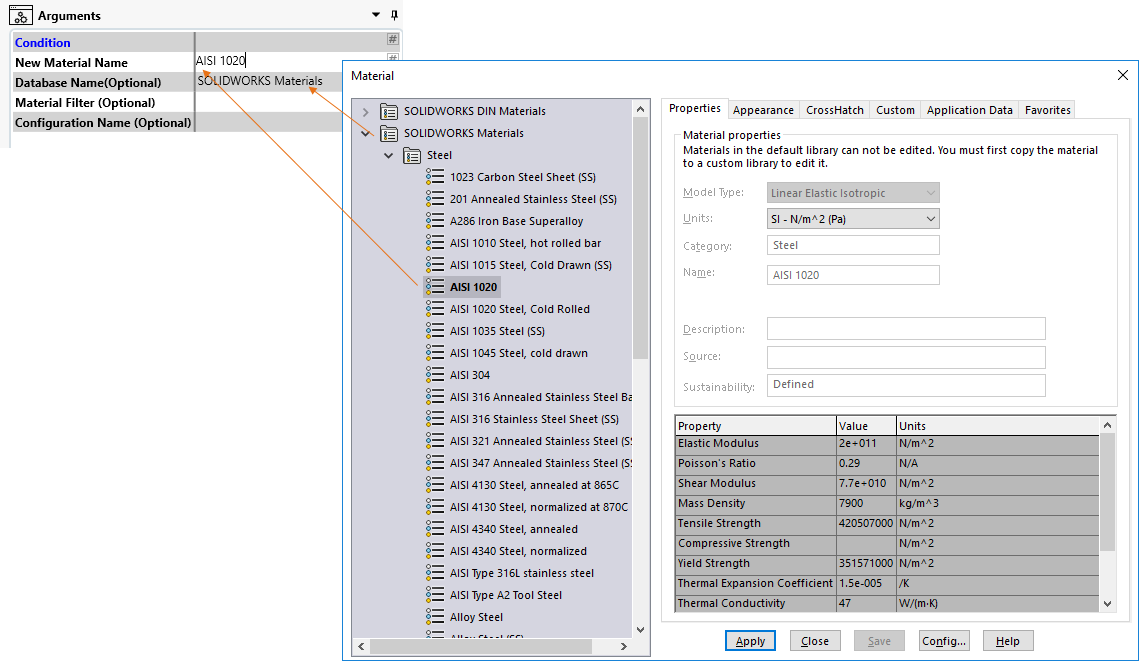 Arguments
Condition #
New Material Name AISI 1020 #
Database Name(Optional) SOLIDWORKS Materials
Material Filter (Optional)
Configuration Name (Optional)
Material
SOLIDWORKS DIN Materials
SOLIDWORKS Materials
Steel
1023 Carbon Steel Sheet (SS)
201 Annealed Stainless Steel (SS)
A286 Iron Base Superalloy
AISI 1010 Steel, hot rolled bar
AISI 1015 Steel, Cold Drawn (SS)
AISI 1020
AISI 1020 Steel, Cold Rolled
AISI 1035 Steel (SS)
AISI 1045 Steel, cold drawn
AISI 304
AISI 316 Annealed Stainless Steel Ba
AISI 316 Stainless Steel Sheet (SS)
AISI 321 Annealed Stainless Steel (S
AISI 347 Annealed Stainless Steel (S
AISI 4130 Steel, annealed at 865C
AISI 4130 Steel, normalized at 870C
AISI 4340 Steel, annealed
AISI 4340 Steel, normalized
AISI Type 316L stainless steel
AISI Type A2 Tool Steel
Alloy Steel
Alloy Steel (SS)
Properties Appearance CrossHatch Custom Application Data Favorites
Material properties
Materials in the default library can not be edited. You must first copy the material
to a custom library to edit it.
Model Type: Linear Elastic Isotropic
Units: SI - N/m^2 (Pa)
Category: Steel
Name: AISI 1020
Description:
Source:
Sustainability: Defined
Property Value Units
Elastic Modulus 2e+011 N/m^2
Poisson's Ratio 0.29 N/A
Shear Modulus 7.7e+010 N/m^2
Mass Density 7900 kg/m^3
Tensile Strength 420507000 N/m^2
Compressive Strength N/m^2
Yield Strength 351571000 N/m^2
Thermal Expansion Coefficient 1.5e-005 /K
Thermal Conductivity 47 W/(m·K)
Apply Close Save Config... Help